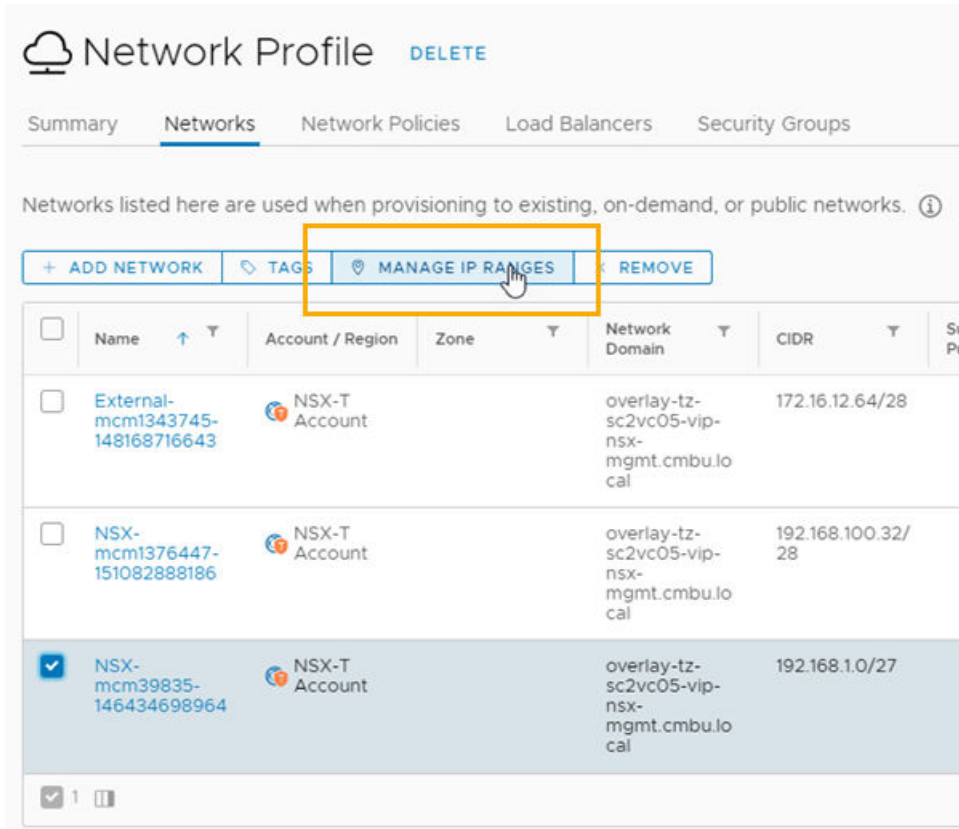 Network Profile DELETE
Summary Networks Network Policies Load Balancers Security Groups
Networks listed here are used when provisioning to existing, on-demand, or public networks.
+ ADD NETWORK TAGS MANAGE IP RANGES × REMOVE
Name Account / Region Zone Network Domain CIDR
External-
mcm1343745-
148168716643
NSX-T
Account
overlay-tz-
sc2vc05-vip-
nsx-
mgmt.cmbu.lo
cal
172.16.12.64/28
NSX-
mcm1376447-
151082888186
NSX-T
Account
overlay-tz-
sc2vc05-vip-
nsx-
mgmt.cmbu.lo
cal
192.168.100.32/
28
NSX-
mcm39835-
146434698964
NSX-T
Account
overlay-tz-
sc2vc05-vip-
nsx-
mgmt.cmbu.lo
cal
192.168.1.0/27
1